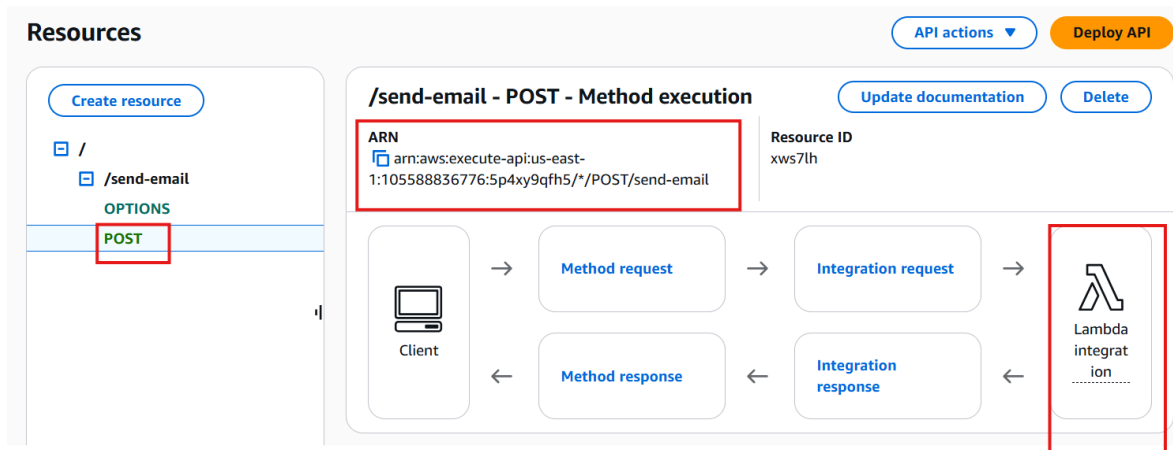 Resources
API actions
Deploy API
Create resource
/
/send-email
OPTIONS
POST
/send-email - POST - Method execution
Update documentation
Delete
ARN
arn:aws:execute-api:us-east-
1:105588836776:5p4xy9qfh5/*/POST/send-email
Resource ID
xws7lh
Client
Method request
Integration request
Method response
Integration
response
Lambda
integrat
ion